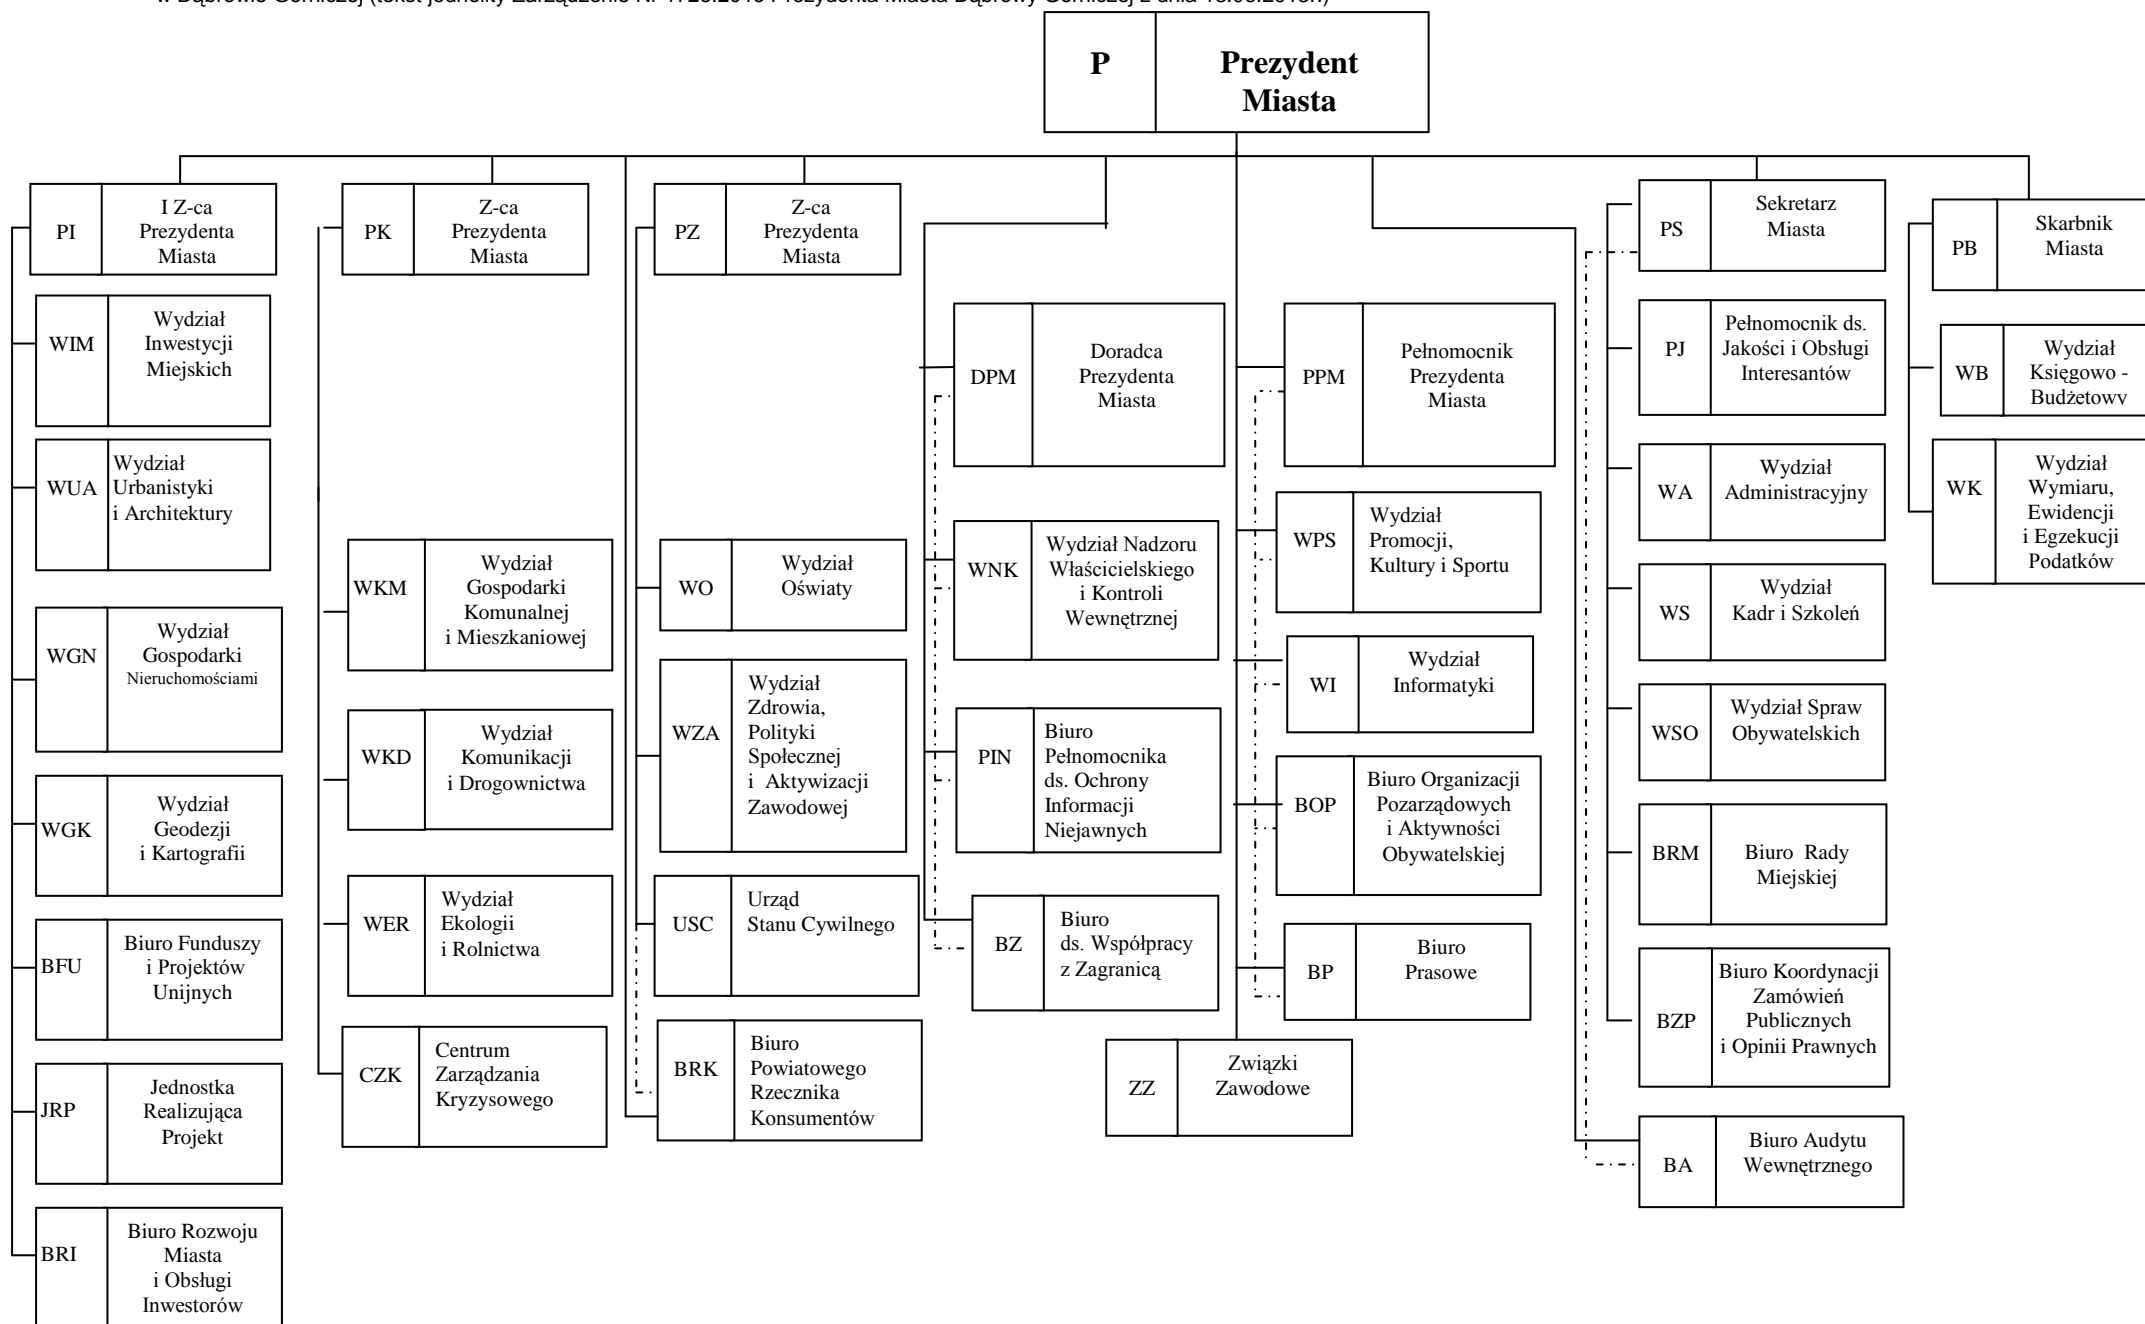 P
Prezydent
Miasta
PI
I Z-ca
Prezydenta
Miasta
WIM
Wydział
Inwestycji
Miejskich
WUA
Wydział
Urbanistyki
i Architektury
WGN
Wydział
Gospodarki
Nieruchomościami
WGK
Wydział
Geodezji
i Kartografii
BFU
Biuro Funduszy
i Projektów
Unijnych
JRP
Jednostka
Realizująca
Projekt
BRI
Biuro Rozwoju
Miasta
i Obsługi
Inwestorów
PK
Z-ca
Prezydenta
Miasta
WKM
Wydział
Gospodarki
Komunalnej
i Mieszkaniowej
WKD
Wydział
Komunikacji
i Drogownictwa
WER
Wydział
Ekologii
i Rolnictwa
CZK
Centrum
Zarządzania
Kryzysowego
PZ
Z-ca
Prezydenta
Miasta
WO
Wydział
Oświaty
WZA
Wydział
Zdrowia,
Polityki
Społecznej
i Aktywizacji
Zawodowej
USC
Urząd
Stanu Cywilnego
BRK
Biuro
Powiatowego
Rzecznika
Konsumentów
DPM
Doradca
Prezydenta
Miasta
WNK
Wydział Nadzoru
Właścicielskiego
i Kontroli
Wewnętrznej
PIN
Biuro
Pełnomocnika
ds. Ochrony
Informacji
Niejawnych
BZ
Biuro
ds. Współpracy
z Zagranicą
PPM
Pełnomocnik
Prezydenta
Miasta
WPS
Wydział
Promocji,
Kultury i Sportu
WI
Wydział
Informatyki
BOP
Biuro Organizacji
Pozarządowych
i Aktywności
Obywatelskiej
BP
Biuro
Prasowe
ZZ
Związki
Zawodowe
PS
Sekretarz
Miasta
PJ
Pełnomocnik ds.
Jakości i Obsługi
Interesantów
WA
Wydział
Administracyjny
WS
Wydział
Kadr i Szkoleń
WSO
Wydział Spraw
Obywatelskich
BRM
Biuro Rady
Miejskiej
BZP
Biuro Koordynacji
Zamówień
Publicznych
i Opinii Prawnych
BA
Biuro Audytu
Wewnętrznego
PB
Skarbnik
Miasta
WB
Wydział
Księgowo -
Budżetowy
WK
Wydział
Wymiaru,
Ewidencji
i Egzekucji
Podatków